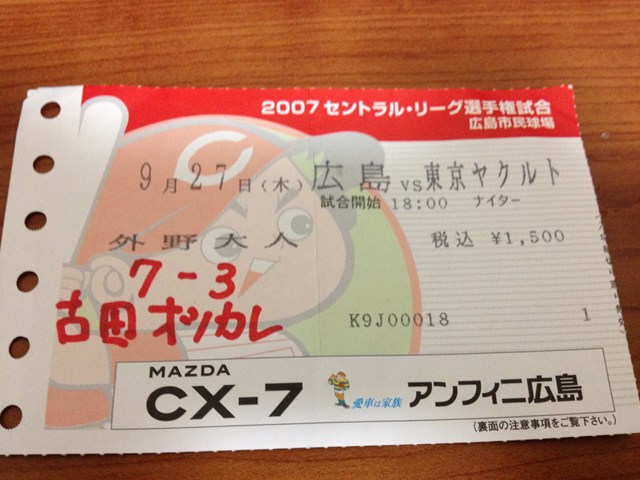 2007 セントラル・リーグ選手権試合
広島市民球場
9月27日(木) 広島 vs 東京ヤクルト
試合開始 18:00 ナイター
外野大人 税込 ¥1,500
7-3
古田オツカレ
K9J00018 1
MAZDA
CX-7 愛車は家族 アンフィニ広島
(裏面の注意事項をご覧下さい。)